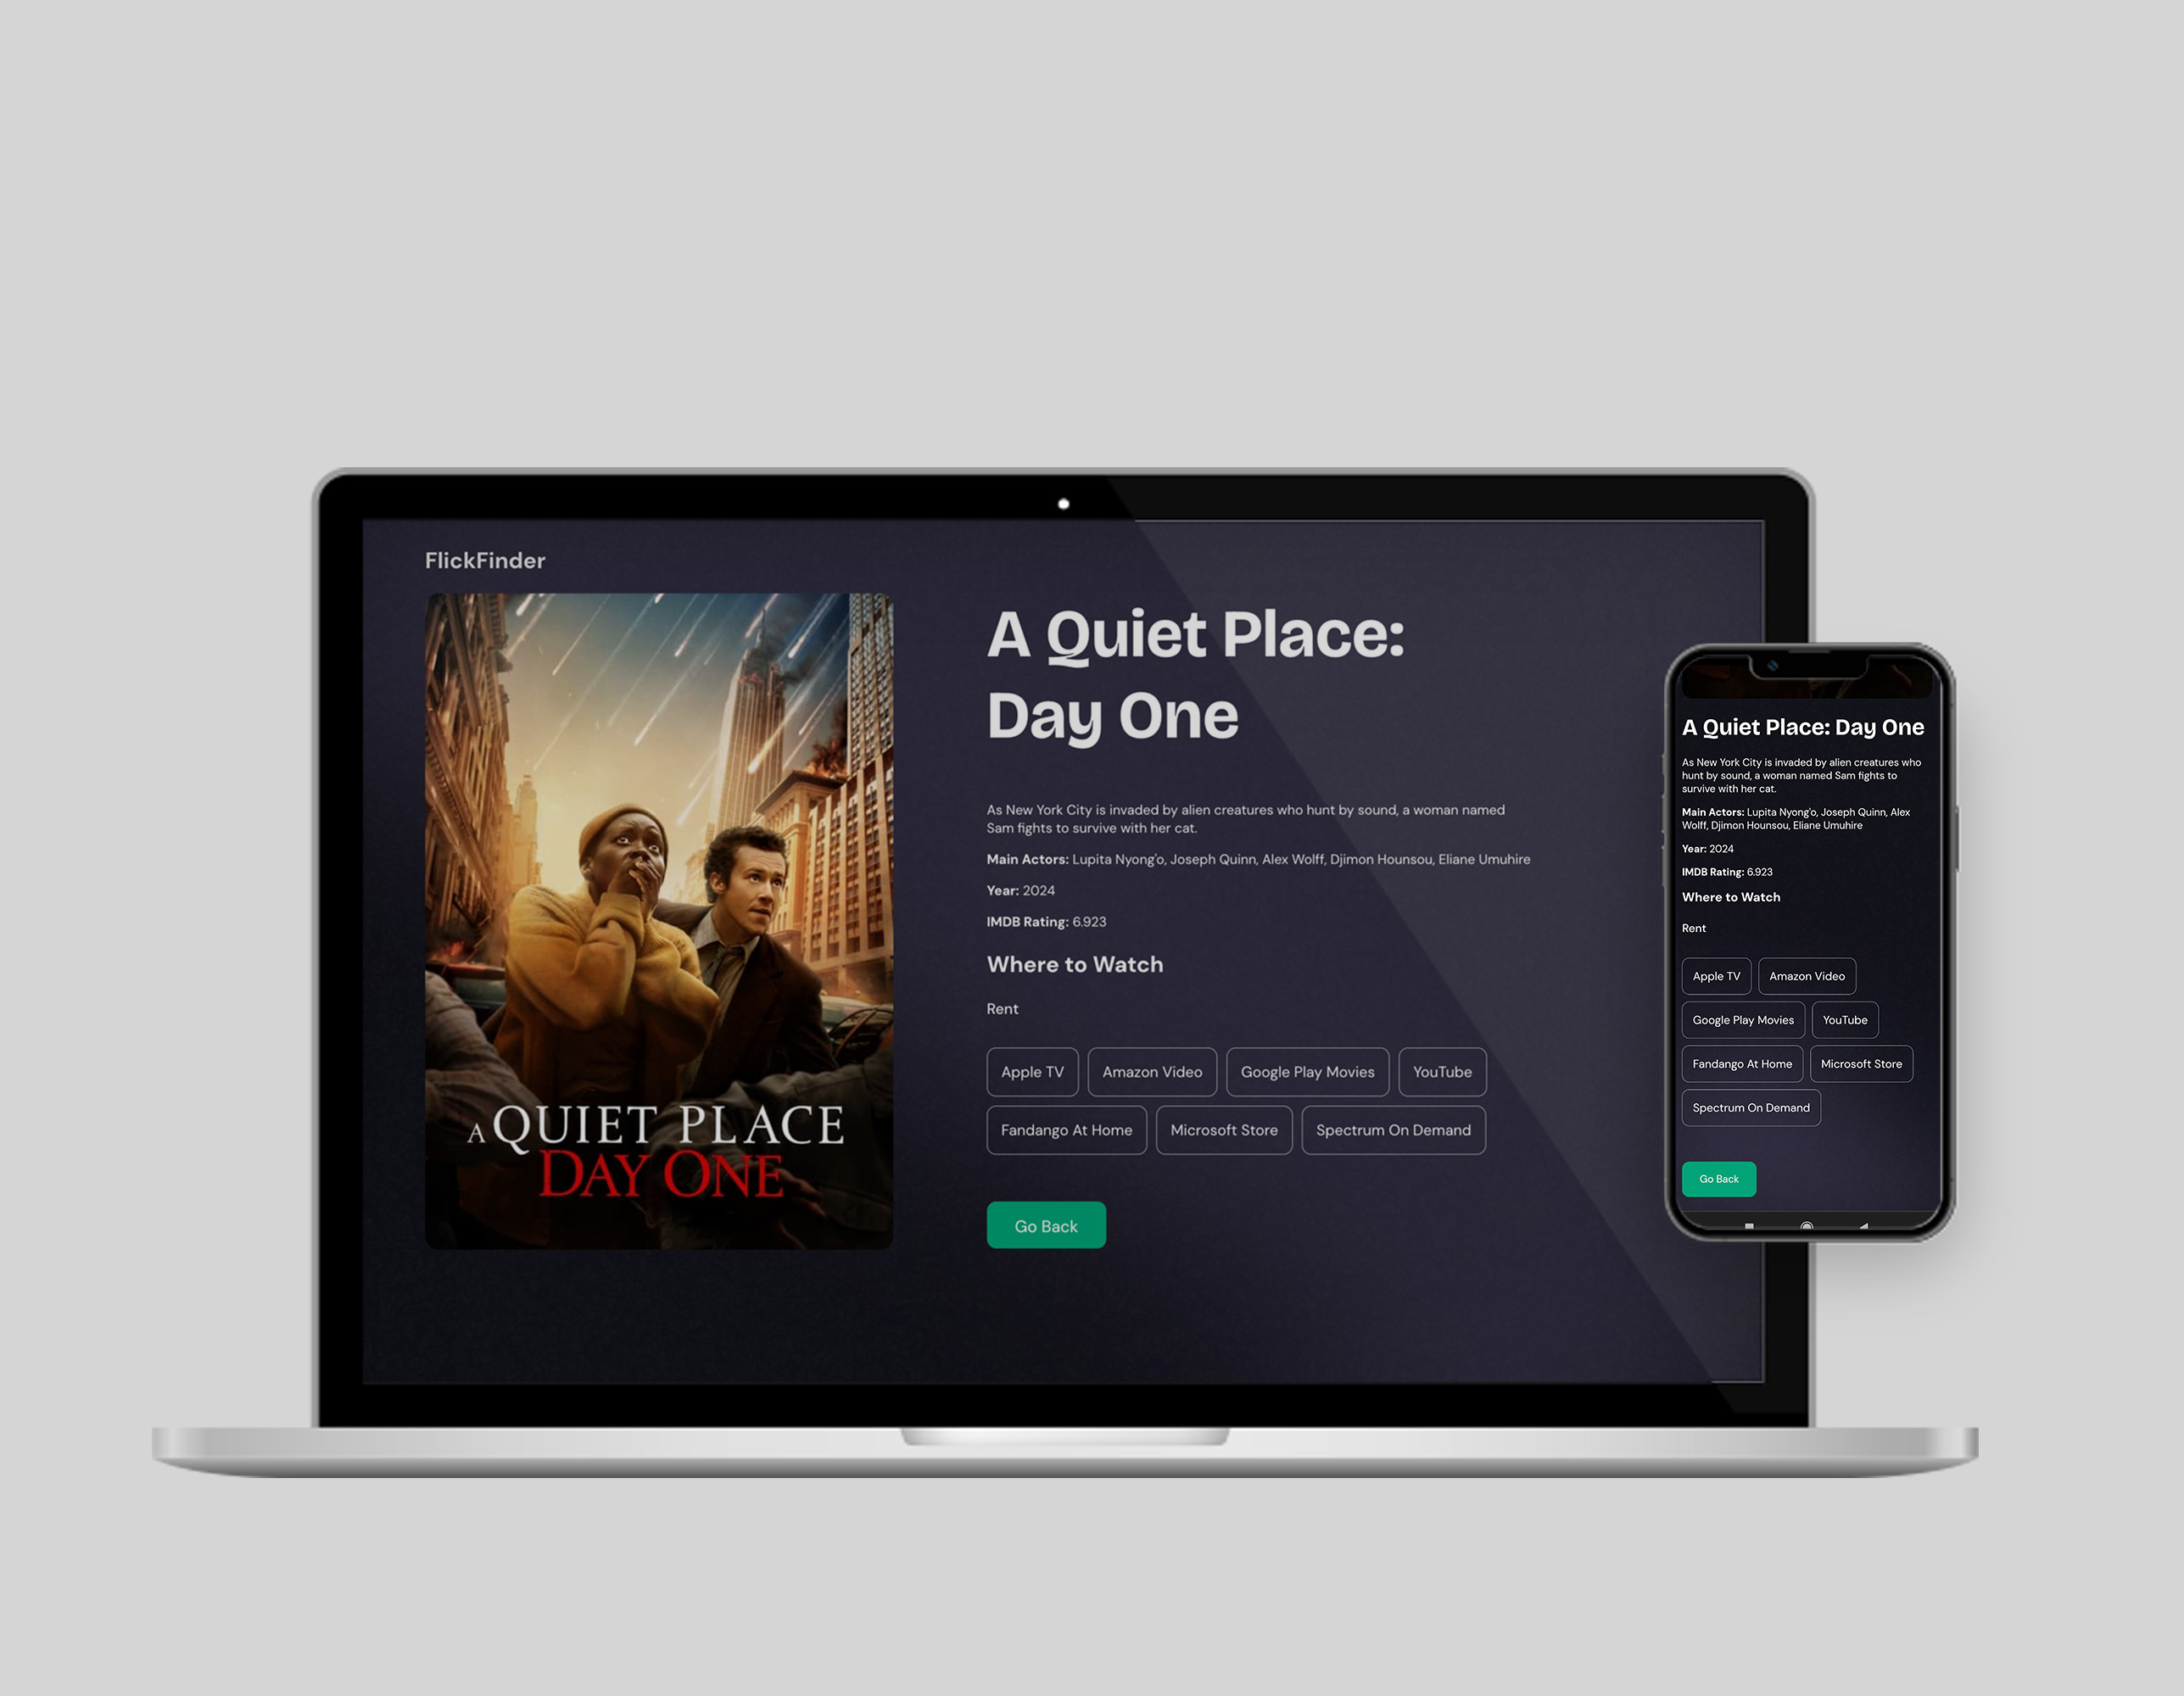 FlickFinder
A QUIET PLACE
DAY ONE
A Quiet Place:
Day One
As New York City is invaded by alien creatures who hunt by sound, a woman named
Sam fights to survive with her cat.
Main Actors: Lupita Nyong'o, Joseph Quinn, Alex Wolff, Djimon Hounsou, Eliane Umuhire
Year: 2024
IMDB Rating: 6.923
Where to Watch
Rent
Apple TV Amazon Video Google Play Movies YouTube
Fandango At Home Microsoft Store Spectrum On Demand
Go Back
A Quiet Place: Day One
As New York City is invaded by alien creatures who
hunt by sound, a woman named Sam fights to
survive with her cat.
Main Actors: Lupita Nyong'o, Joseph Quinn, Alex
Wolff, Djimon Hounsou, Eliane Umuhire
Year: 2024
IMDB Rating: 6.923
Where to Watch
Rent
Apple TV Amazon Video
Google Play Movies YouTube
Fandango At Home Microsoft Store
Spectrum On Demand
Go Back